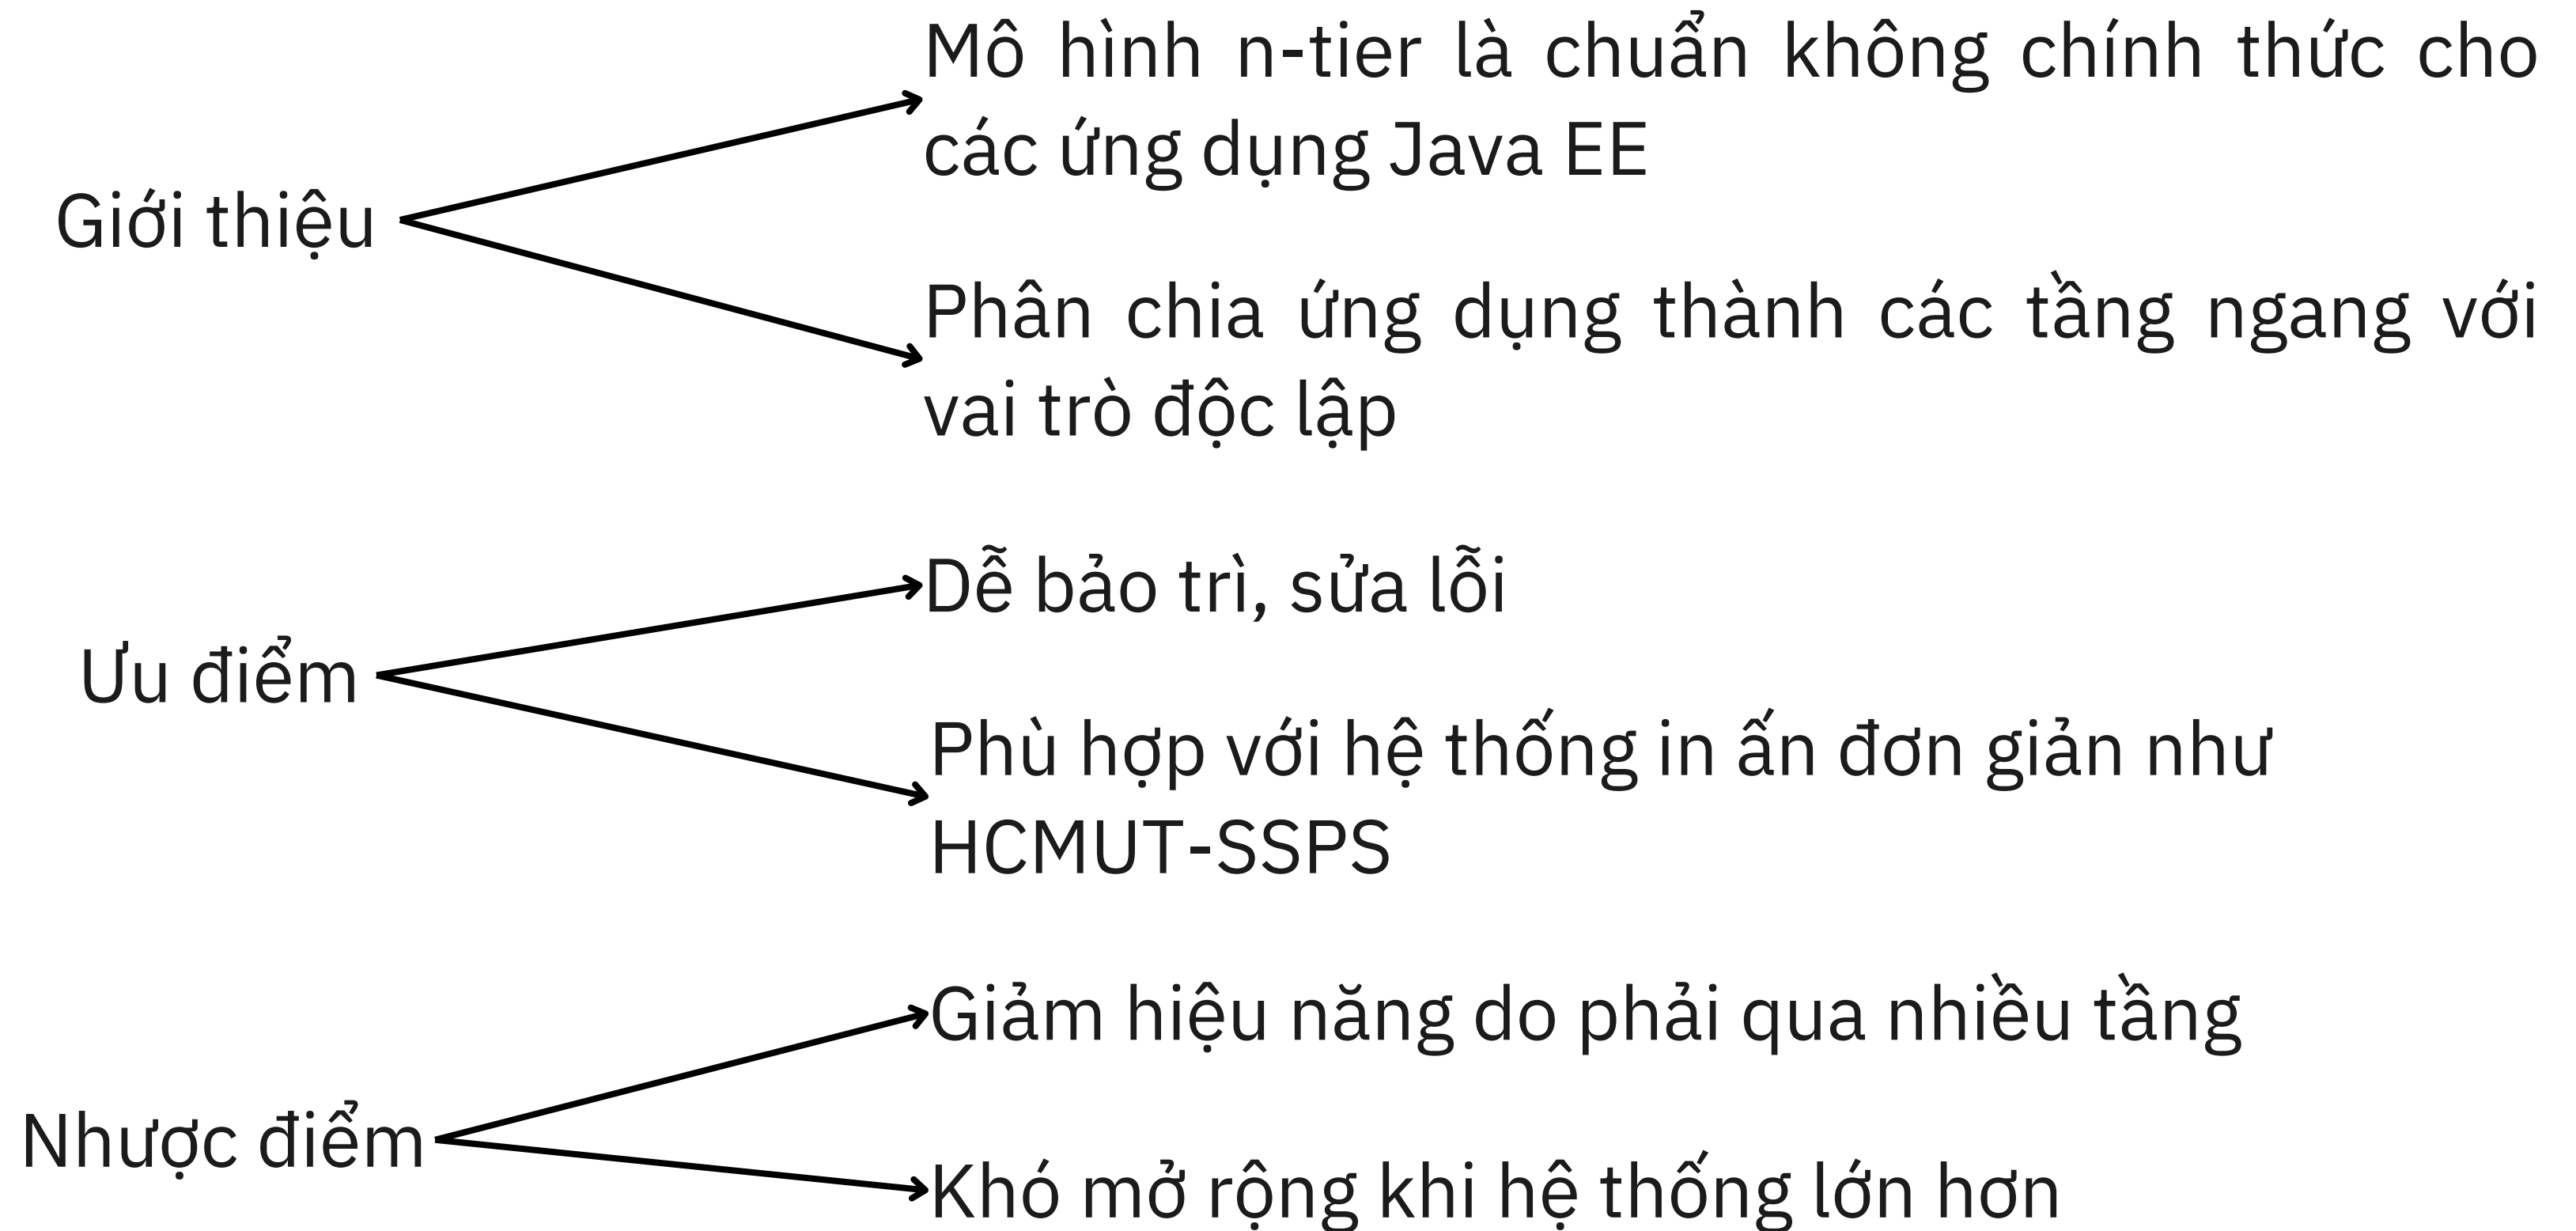 Giới thiệu
Mô hình n-tier là chuẩn không chính thức cho
các ứng dụng Java EE
Phân chia ứng dụng thành các tầng ngang với
vai trò độc lập
Ưu điểm
Dễ bảo trì, sửa lỗi
Phù hợp với hệ thống in ấn đơn giản như
HCMUT-SSPS
Nhược điểm
Giảm hiệu năng do phải qua nhiều tầng
Khó mở rộng khi hệ thống lớn hơn